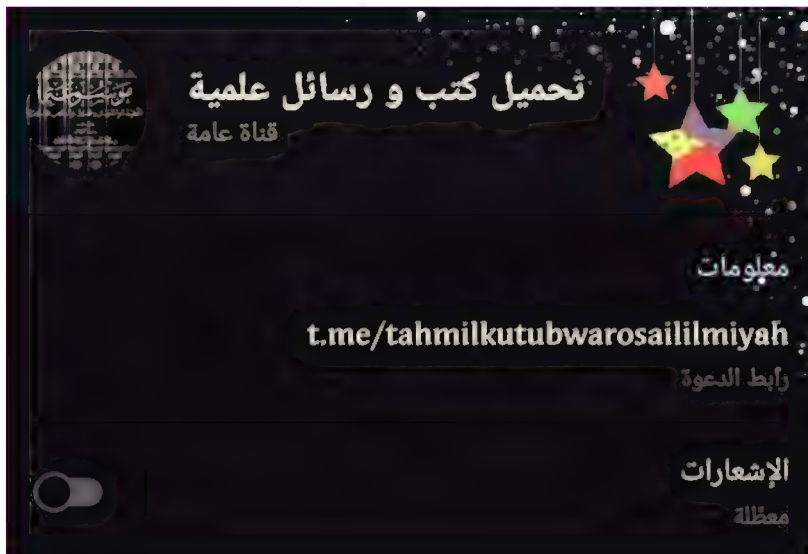 تحميل كتب و رسائل علمية
قناة عامة
معلومات
t.me/tahmilkutubwarosaililmiyah
رابط الدعوة
الإشعارات
معطلة